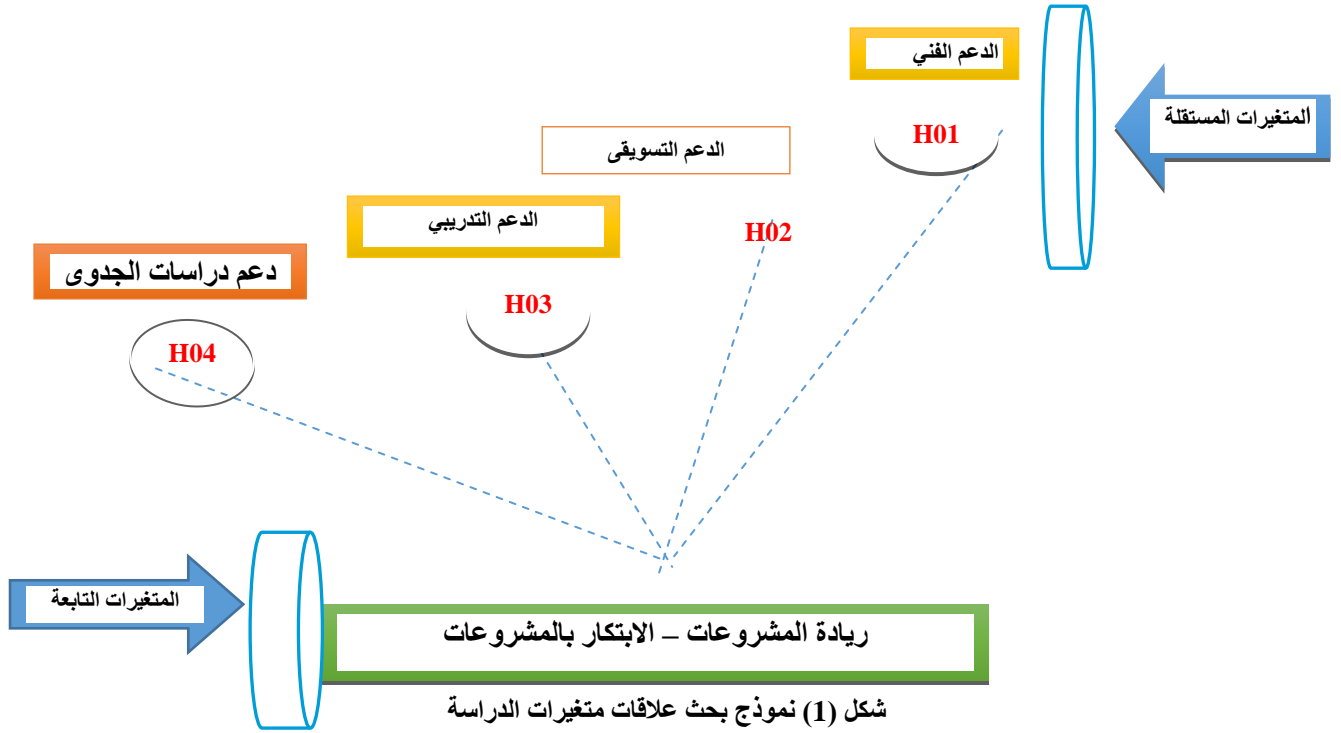 الدعم الفني
المتغيرات المستقلة
H01
الدعم التسويقى
الدعم التدريبي
H02
دعم دراسات الجدوى
H03
H04
المتغيرات التابعة
ريادة المشروعات – الابتكار بالمشروعات
شكل (1) نموذج بحث علاقات متغيرات الدراسة